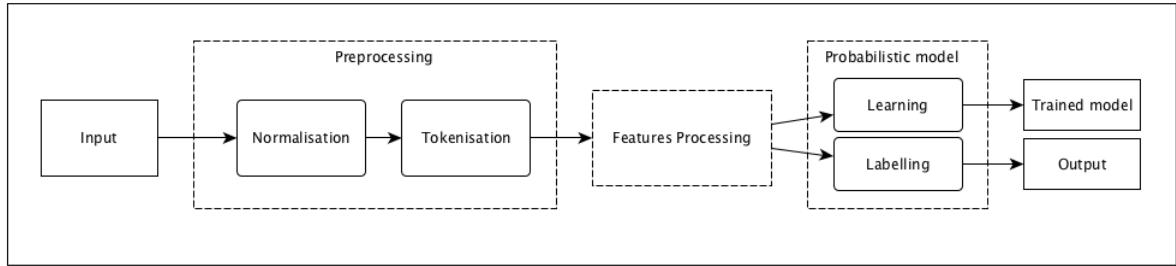 Preprocessing
Probabilistic model
Input
Normalisation
Tokenisation
Features Processing
Learning
Trained model
Labelling
Output